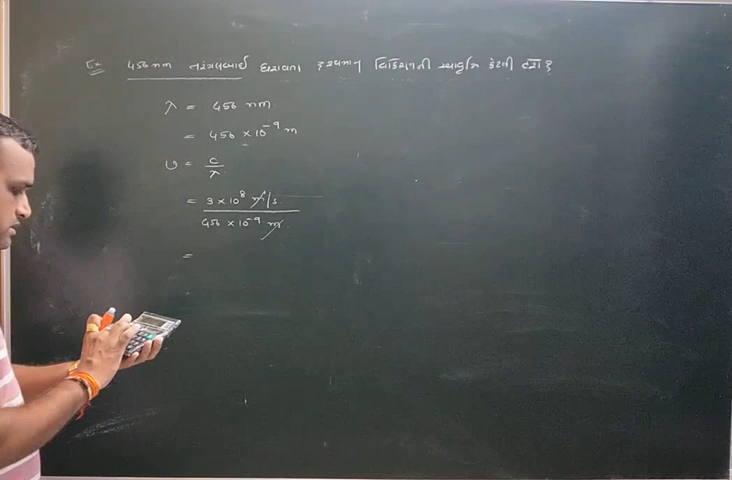 Ex 456 nm તરંગલંબાઈ ધરાવતા દૃશ્યમાન વિકિરણની આવૃત્તિ કેટલી હશે ?
λ = 456 nm.
= 456 × 10⁻⁹ m
υ = c/λ
= 3 × 10⁸ m/s
456 × 10⁻⁹ m
=